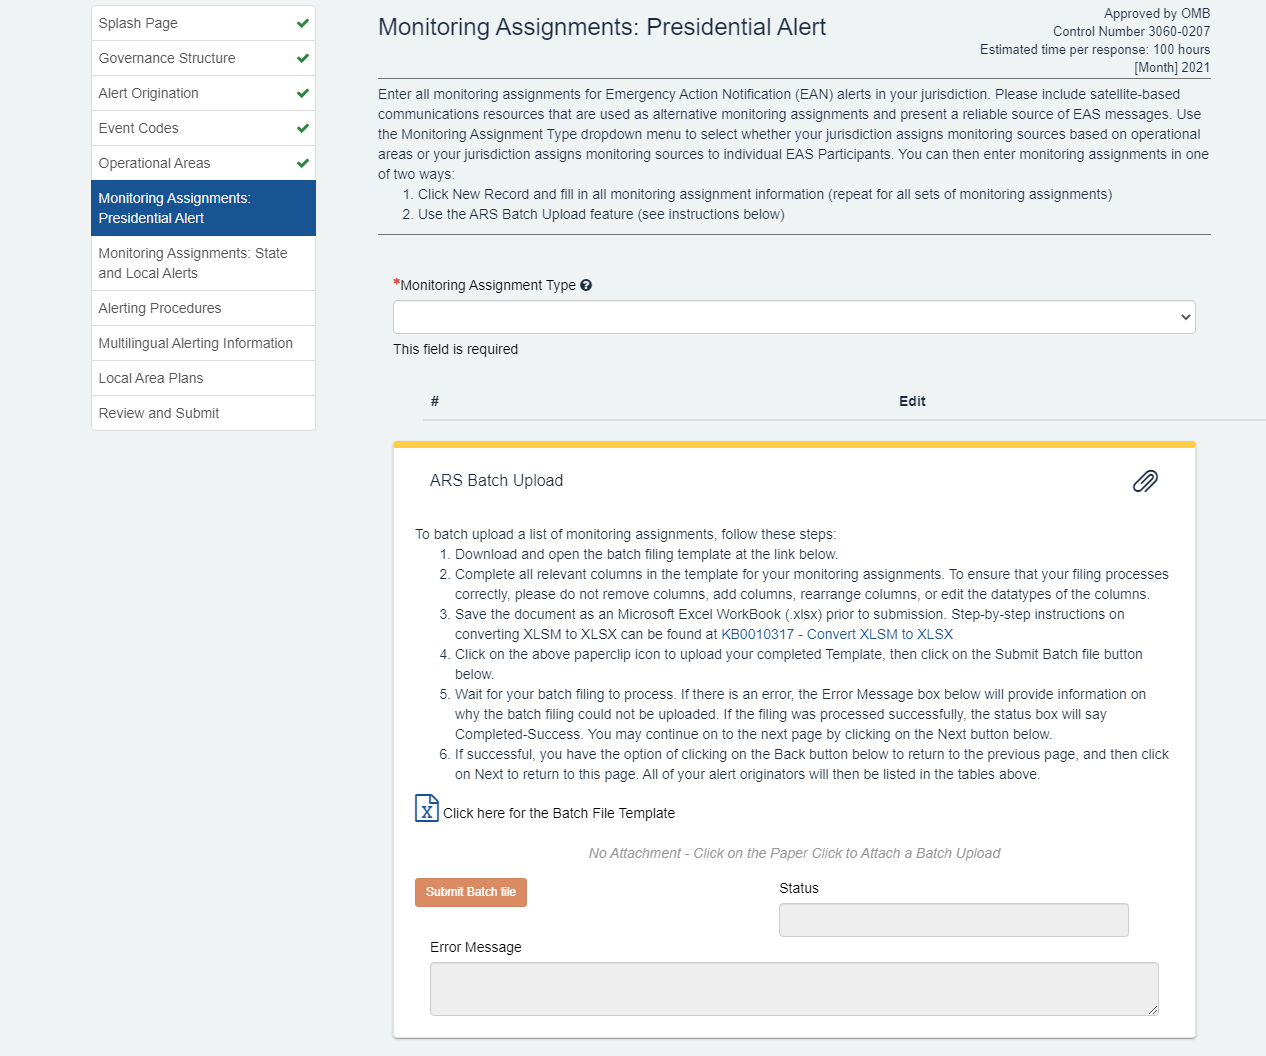 Splash Page
Governance Structure
Alert Origination
Event Codes
Operational Areas
Monitoring Assignments:
Presidential Alert
Monitoring Assignments: State
and Local Alerts
Alerting Procedures
Multilingual Alerting Information
Local Area Plans
Review and Submit
Monitoring Assignments: Presidential Alert
Approved by OMB
Control Number 3060-0207
Estimated time per response: 100 hours
[Month] 2021
Enter all monitoring assignments for Emergency Action Notification (EAN) alerts in your jurisdiction. Please include satellite-based
communications resources that are used as alternative monitoring assignments and present a reliable source of EAS messages. Use
the Monitoring Assignment Type dropdown menu to select whether your jurisdiction assigns monitoring sources based on operational
areas or your jurisdiction assigns monitoring sources to individual EAS Participants. You can then enter monitoring assignments in one
of two ways:
1. Click New Record and fill in all monitoring assignment information (repeat for all sets of monitoring assignments)
2. Use the ARS Batch Upload feature (see instructions below)
*Monitoring Assignment Type ?
This field is required
# Edit
ARS Batch Upload
To batch upload a list of monitoring assignments, follow these steps:
1. Download and open the batch filing template at the link below.
2. Complete all relevant columns in the template for your monitoring assignments. To ensure that your filing processes
correctly, please do not remove columns, add columns, rearrange columns, or edit the datatypes of the columns.
3. Save the document as an Microsoft Excel WorkBook (.xlsx) prior to submission. Step-by-step instructions on
converting XLSM to XLSX can be found at KB0010317 - Convert XLSM to XLSX
4. Click on the above paperclip icon to upload your completed Template, then click on the Submit Batch file button
below.
5. Wait for your batch filing to process. If there is an error, the Error Message box below will provide information on
why the batch filing could not be uploaded. If the filing was processed successfully, the status box will say
Completed-Success. You may continue on to the next page by clicking on the Next button below.
6. If successful, you have the option of clicking on the Back button below to return to the previous page, and then click
on Next to return to this page. All of your alert originators will then be listed in the tables above.
X Click here for the Batch File Template
No Attachment - Click on the Paper Click to Attach a Batch Upload
Submit Batch file
Status
Error Message